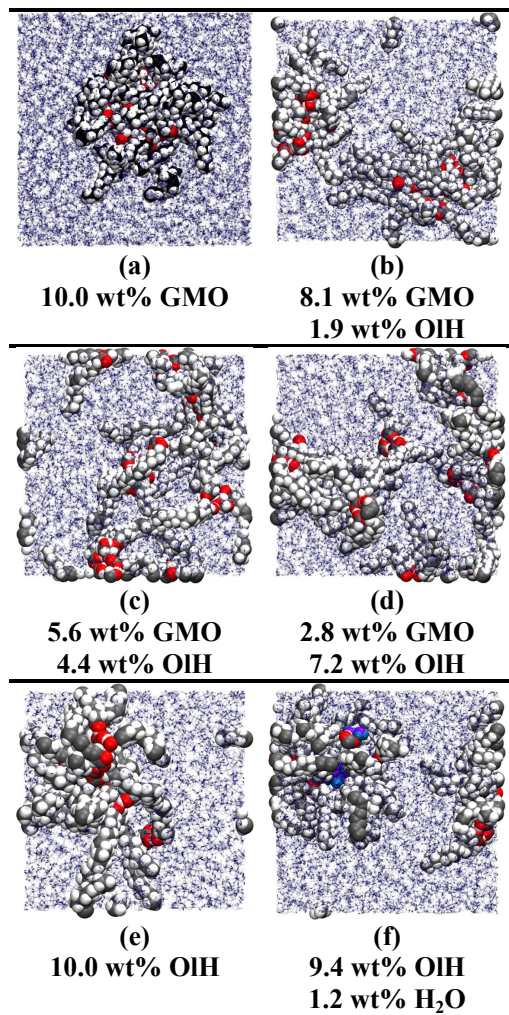 (a)
10.0 wt% GMO
(b)
8.1 wt% GMO
1.9 wt% OlH
(c)
5.6 wt% GMO
4.4 wt% OlH
(d)
2.8 wt% GMO
7.2 wt% OlH
(e)
10.0 wt% OlH
(f)
9.4 wt% OlH
1.2 wt% H₂O